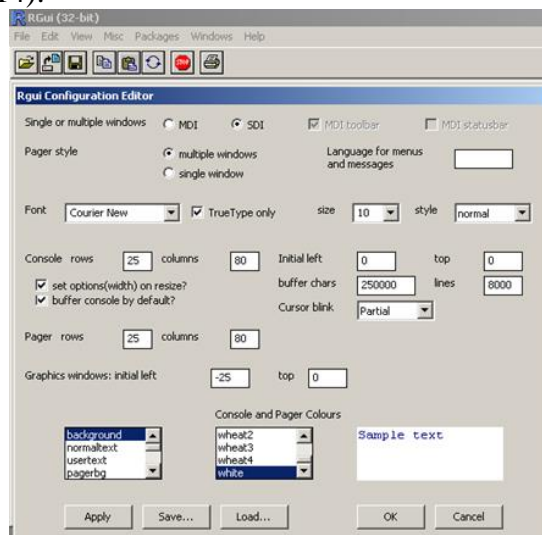 14).
RGui (32-bit)
File Edit View Misc Packages Windows Help
STOP
Rgui Configuration Editor
Single or multiple windows MDI SDI MDI toolbar MDI statusbar
Pager style multiple windows Language for menus
single window and messages
Font Courier New TrueType only size 10 style normal
Console rows 25 columns 80 Initial left 0 top 0
set options(width) on resize? buffer chars 250000 lines 8000
buffer console by default? Cursor blink Partial
Pager rows 25 columns 80
Graphics windows: initial left -25 top 0
Console and Pager Colours
background wheat2 Sample text
normaltext wheat3
usertext wheat4
pagerbg white
Apply Save... Load... OK Cancel